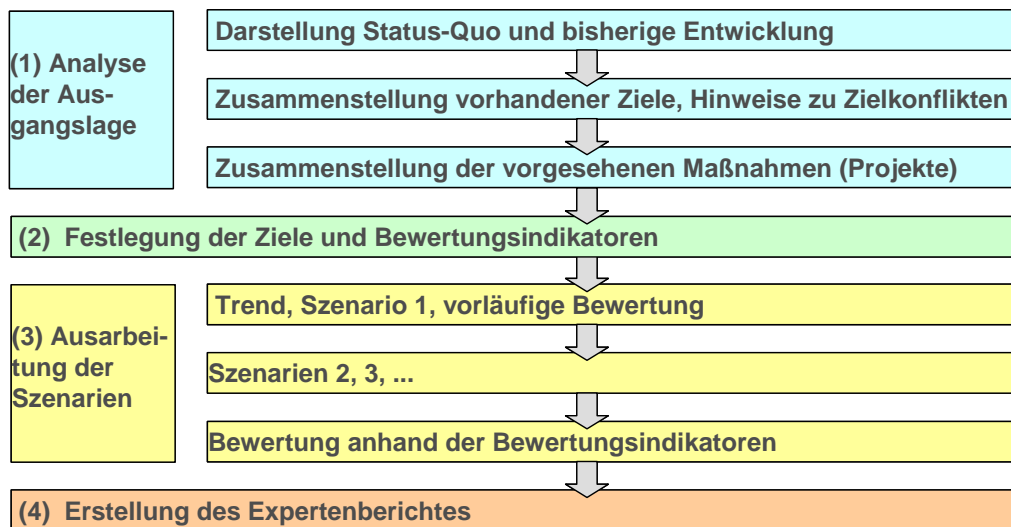 (1) Analyse
der Aus-
gangslage
Darstellung Status-Quo und bisherige Entwicklung
Zusammenstellung vorhandener Ziele, Hinweise zu Zielkonflikten
Zusammenstellung der vorgesehenen Maßnahmen (Projekte)
(2) Festlegung der Ziele und Bewertungsindikatoren
(3) Ausarbei-
tung der
Szenarien
Trend, Szenario 1, vorläufige Bewertung
Szenarien 2, 3, ...
Bewertung anhand der Bewertungsindikatoren
(4) Erstellung des Expertenberichtes